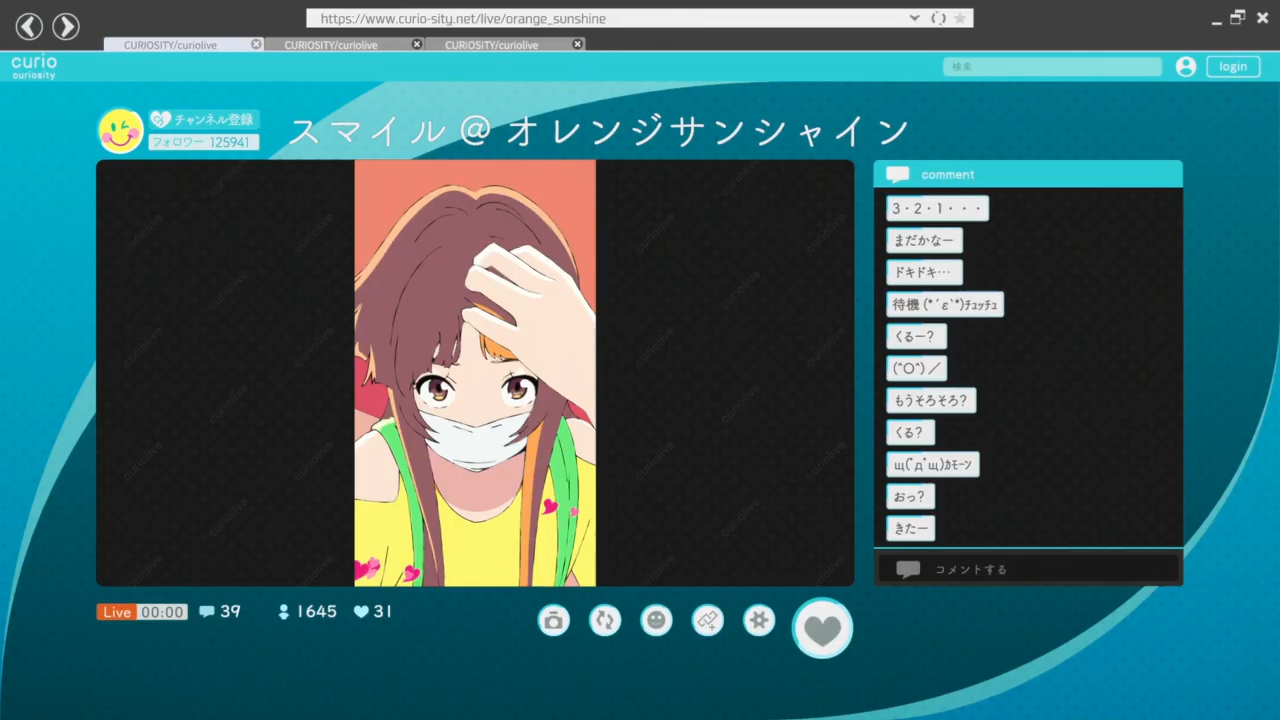 https://www.curio-sity.net/live/orange_sunshine
CURIOSITY/curiolive
CURIOSITY/curiolive
CURIOSITY/curiolive
curio
curiosity
検索
login
チャンネル登録
フォロワー 125941
スマイル@オレンジサンシャイン
comment
3・2・1・・・
まだかなー
ドキドキ…
待機(*´ε`*)ﾁｭｯﾁｭ
くるー?
(^O^)／
もうそろそろ?
くる?
щ(ﾟдﾟщ)ｶﾓｰﾝ
おっ?
きたー
コメントする
Live 00:00 39 1645 31
curiolive